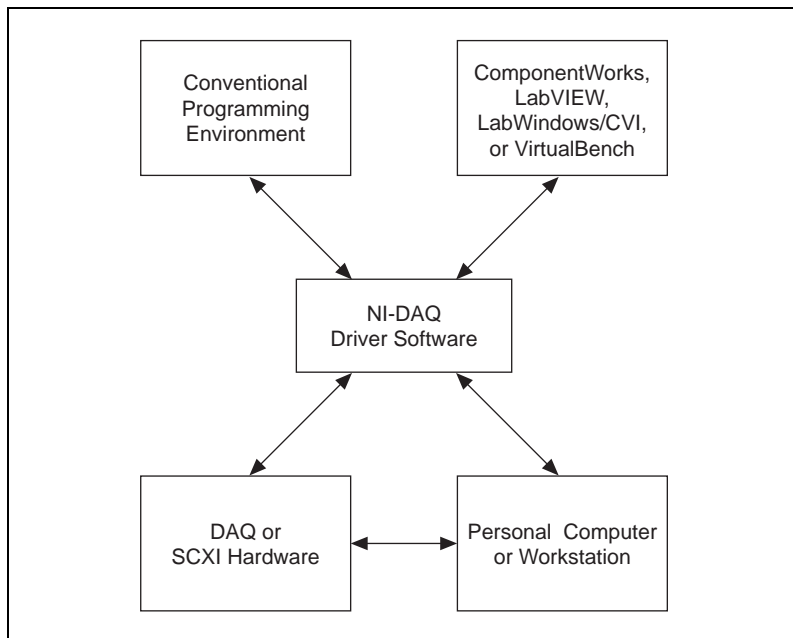 Conventional
Programming
Environment
ComponentWorks,
LabVIEW,
LabWindows/CVI,
or VirtualBench
NI-DAQ
Driver Software
DAQ or
SCXI Hardware
Personal Computer
or Workstation